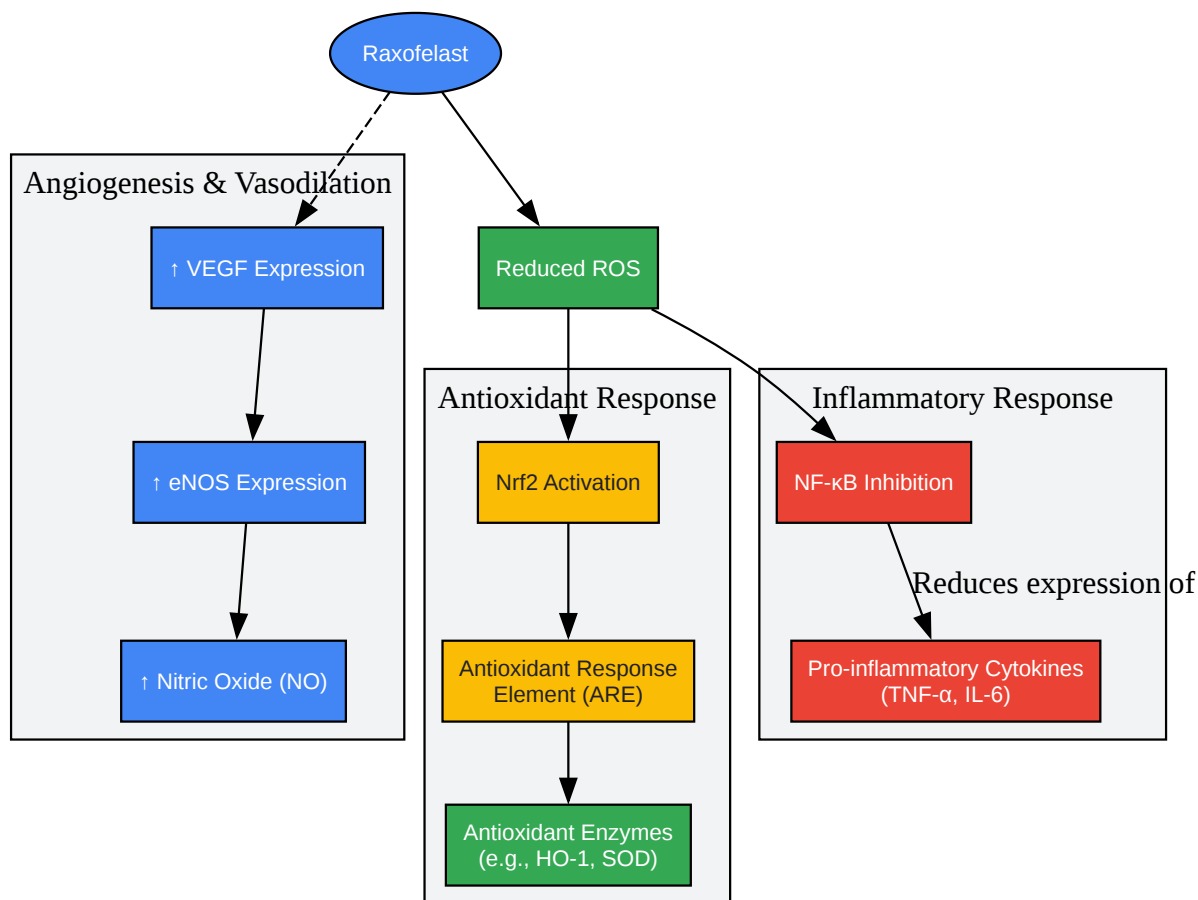 Raxofelast
Angiogenesis & Vasodilation
↑ VEGF Expression
↑ eNOS Expression
↑ Nitric Oxide (NO)
Reduced ROS
Antioxidant Response
Nrf2 Activation
Antioxidant Response
Element (ARE)
Antioxidant Enzymes
(e.g., HO-1, SOD)
Inflammatory Response
NF-κB Inhibition
Reduces expression of
Pro-inflammatory Cytokines
(TNF-α, IL-6)